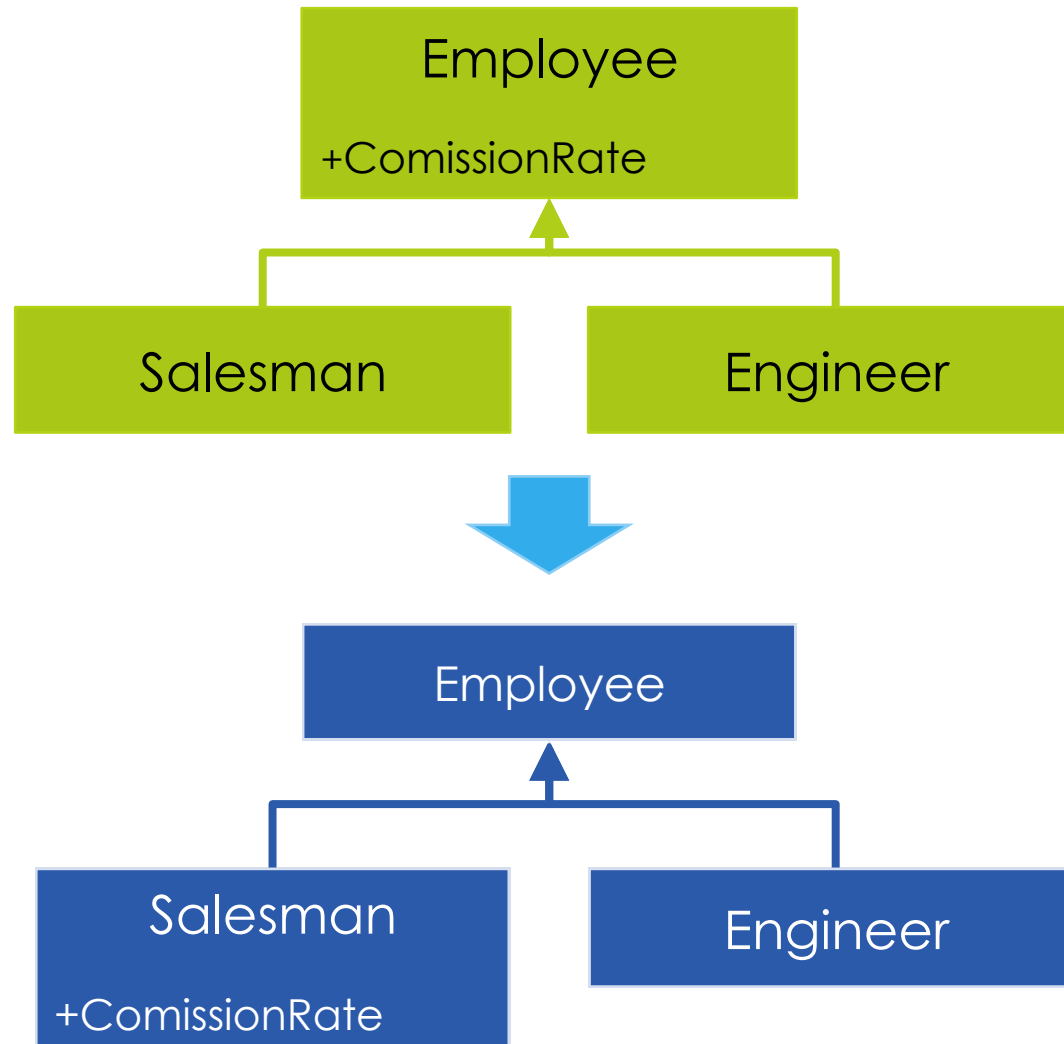 Employee
+ComissionRate
Salesman
Engineer
Employee
Salesman
+ComissionRate
Engineer